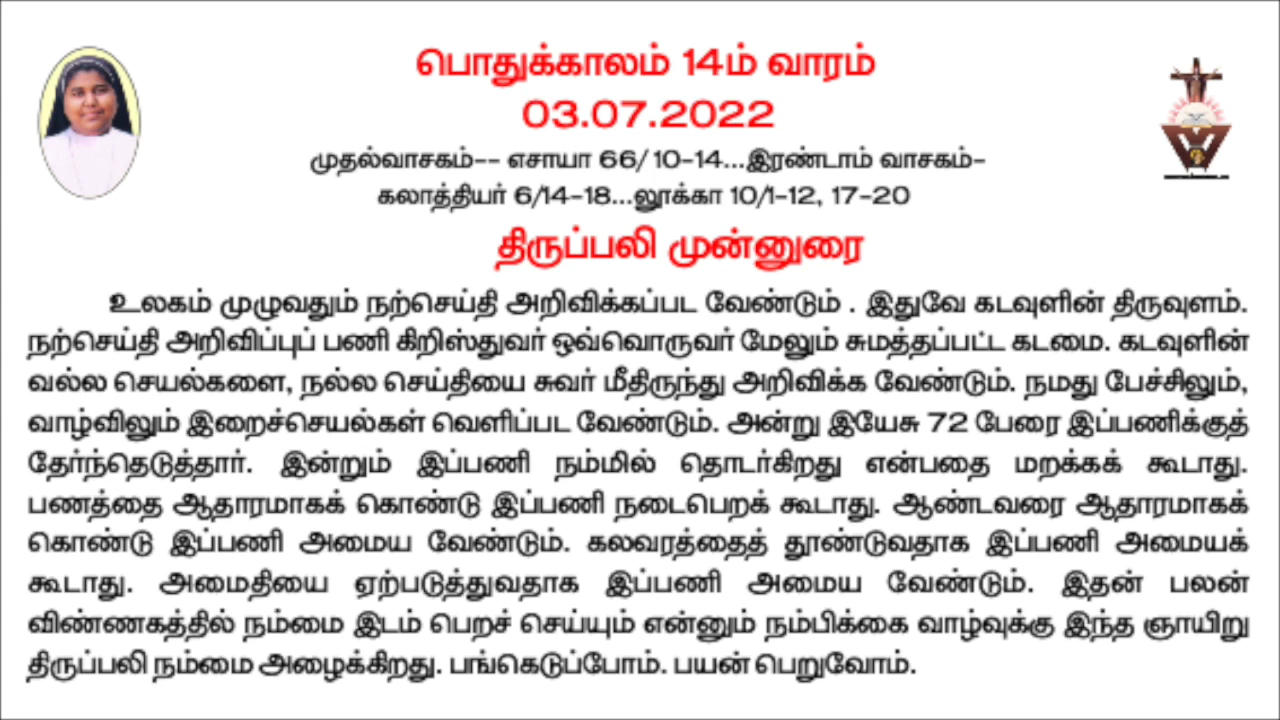 பொதுக்காலம் 14ம் வாரம்
03.07.2022
முதல்வாசகம்-- எசாயா 66/ 10-14...இரண்டாம் வாசகம்-
கலாத்தியர் 6/14-18...லூக்கா 10/1-12, 17-20
திருப்பலி முன்னுரை
உலகம் முழுவதும் நற்செய்தி அறிவிக்கப்பட வேண்டும் . இதுவே கடவுளின் திருவுளம்.
நற்செய்தி அறிவிப்புப் பணி கிறிஸ்துவர் ஒவ்வொருவர் மேலும் சுமத்தப்பட்ட கடமை. கடவுளின்
வல்ல செயல்களை, நல்ல செய்தியை சுவர் மீதிருந்து அறிவிக்க வேண்டும். நமது பேச்சிலும்,
வாழ்விலும் இறைச்செயல்கள் வெளிப்பட வேண்டும். அன்று இயேசு 72 பேரை இப்பணிக்குத்
தேர்ந்தெடுத்தார். இன்றும் இப்பணி நம்மில் தொடர்கிறது என்பதை மறக்கக் கூடாது.
பணத்தை ஆதாரமாகக் கொண்டு இப்பணி நடைபெறக் கூடாது. ஆண்டவரை ஆதாரமாகக்
கொண்டு இப்பணி அமைய வேண்டும். கலவரத்தைத் தூண்டுவதாக இப்பணி அமையக்
கூடாது. அமைதியை ஏற்படுத்துவதாக இப்பணி அமைய வேண்டும். இதன் பலன்
விண்ணகத்தில் நம்மை இடம் பெறச் செய்யும் என்னும் நம்பிக்கை வாழ்வுக்கு இந்த ஞாயிறு
திருப்பலி நம்மை அழைக்கிறது. பங்கெடுப்போம். பயன் பெறுவோம்.